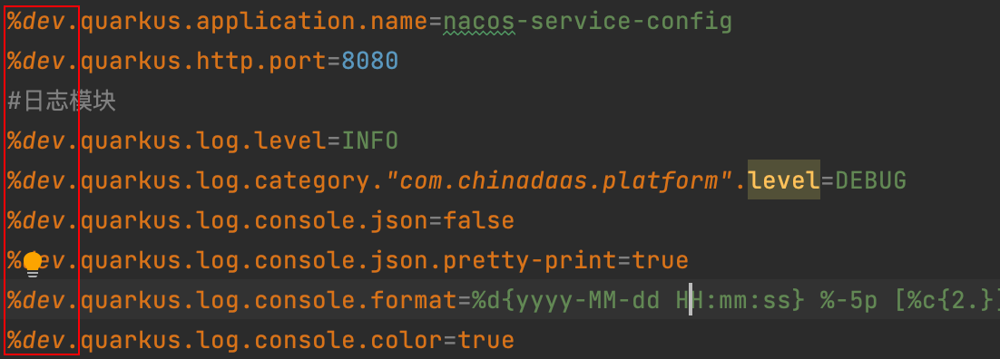 %dev.quarkus.application.name=nacos-service-config
%dev.quarkus.http.port=8080
#日志模块
%dev.quarkus.log.level=INFO
%dev.quarkus.log.category."com.chinadaas.platform".level=DEBUG
%dev.quarkus.log.console.json=false
%dev.quarkus.log.console.json.pretty-print=true
%dev.quarkus.log.console.format=%d{yyyy-MM-dd HH:mm:ss} %-5p [%c{2.}]
%dev.quarkus.log.console.color=true